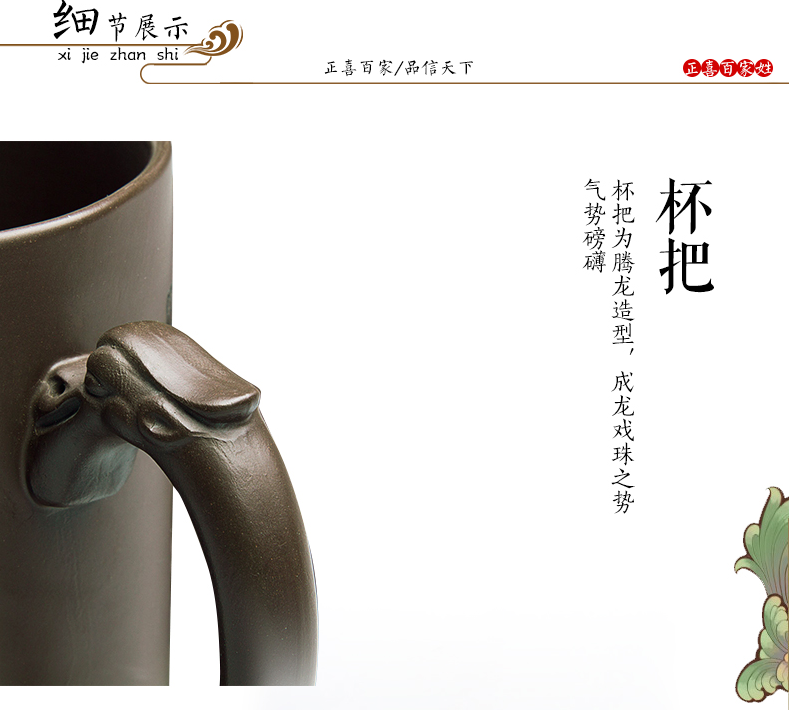 细节展示
xi jie zhan shi
正喜百家/品信天下
正喜百家姓
杯把
杯把为腾龙造型，成龙戏珠之势
气势磅礴